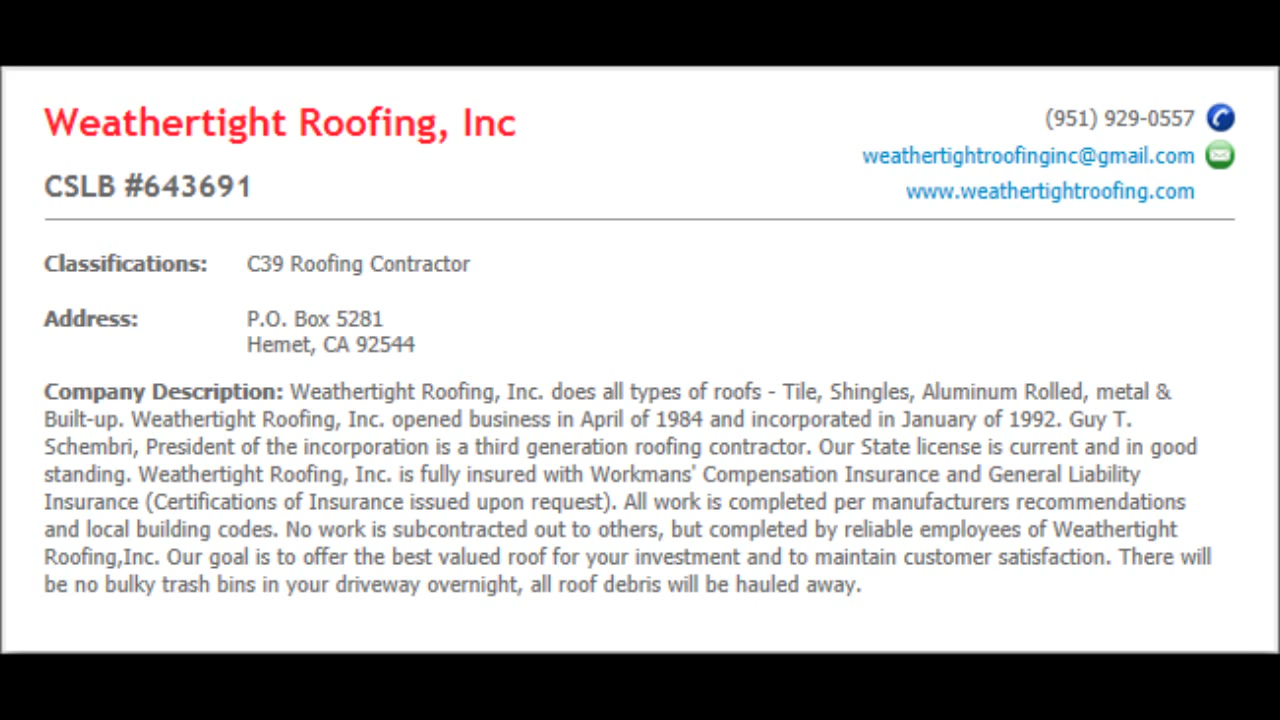 Weathertight Roofing, Inc
(951) 929-0557
weathertightroofinginc@gmail.com
CSLB #643691
www.weathertightroofing.com
Classifications: C39 Roofing Contractor
Address: P.O. Box 5281
Hemet, CA 92544
Company Description: Weathertight Roofing, Inc. does all types of roofs - Tile, Shingles, Aluminum Rolled, metal &
Built-up. Weathertight Roofing, Inc. opened business in April of 1984 and incorporated in January of 1992. Guy T.
Schembri, President of the incorporation is a third generation roofing contractor. Our State license is current and in good
standing. Weathertight Roofing, Inc. is fully insured with Workmans' Compensation Insurance and General Liability
Insurance (Certifications of Insurance issued upon request). All work is completed per manufacturers recommendations
and local building codes. No work is subcontracted out to others, but completed by reliable employees of Weathertight
Roofing,Inc. Our goal is to offer the best valued roof for your investment and to maintain customer satisfaction. There will
be no bulky trash bins in your driveway overnight, all roof debris will be hauled away.